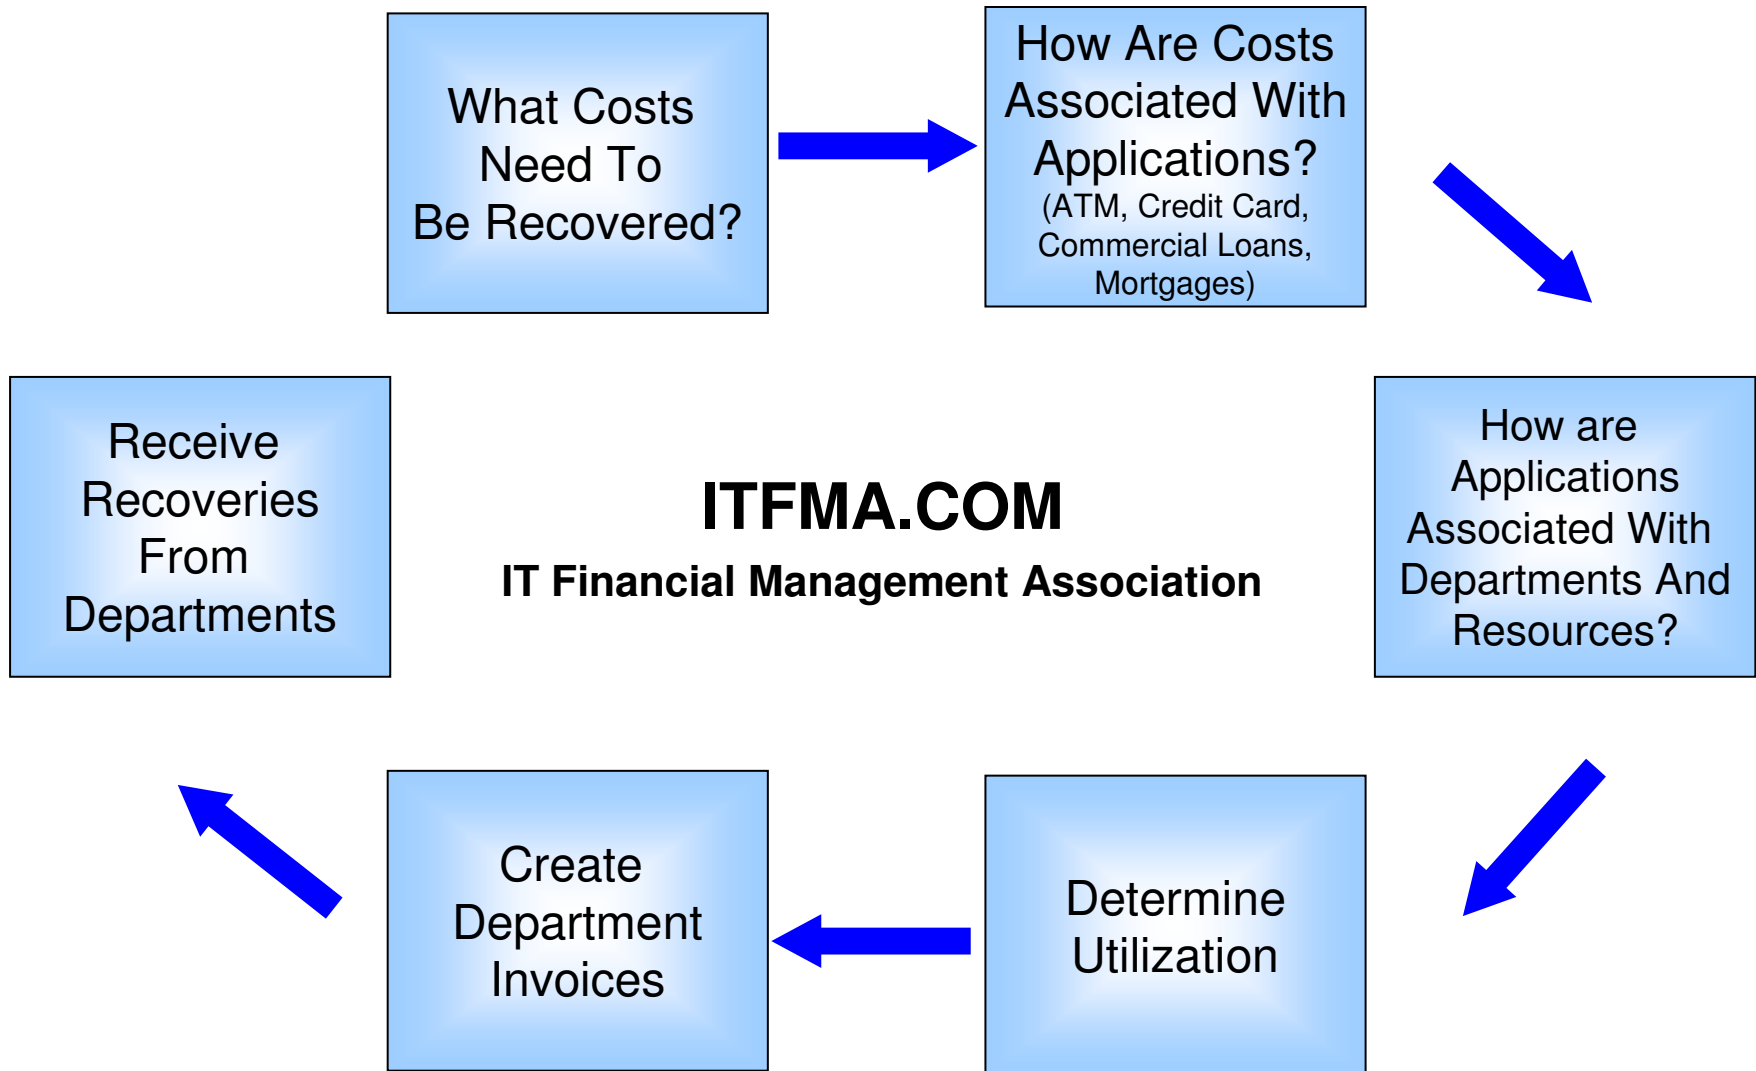 What Costs
Need To
Be Recovered?
How Are Costs
Associated With
Applications?
(ATM, Credit Card,
Commercial Loans,
Mortgages)
How are
Applications
Associated With
Departments And
Resources?
Determine
Utilization
Create
Department
Invoices
Receive
Recoveries
From
Departments
ITFMA.COM
IT Financial Management Association